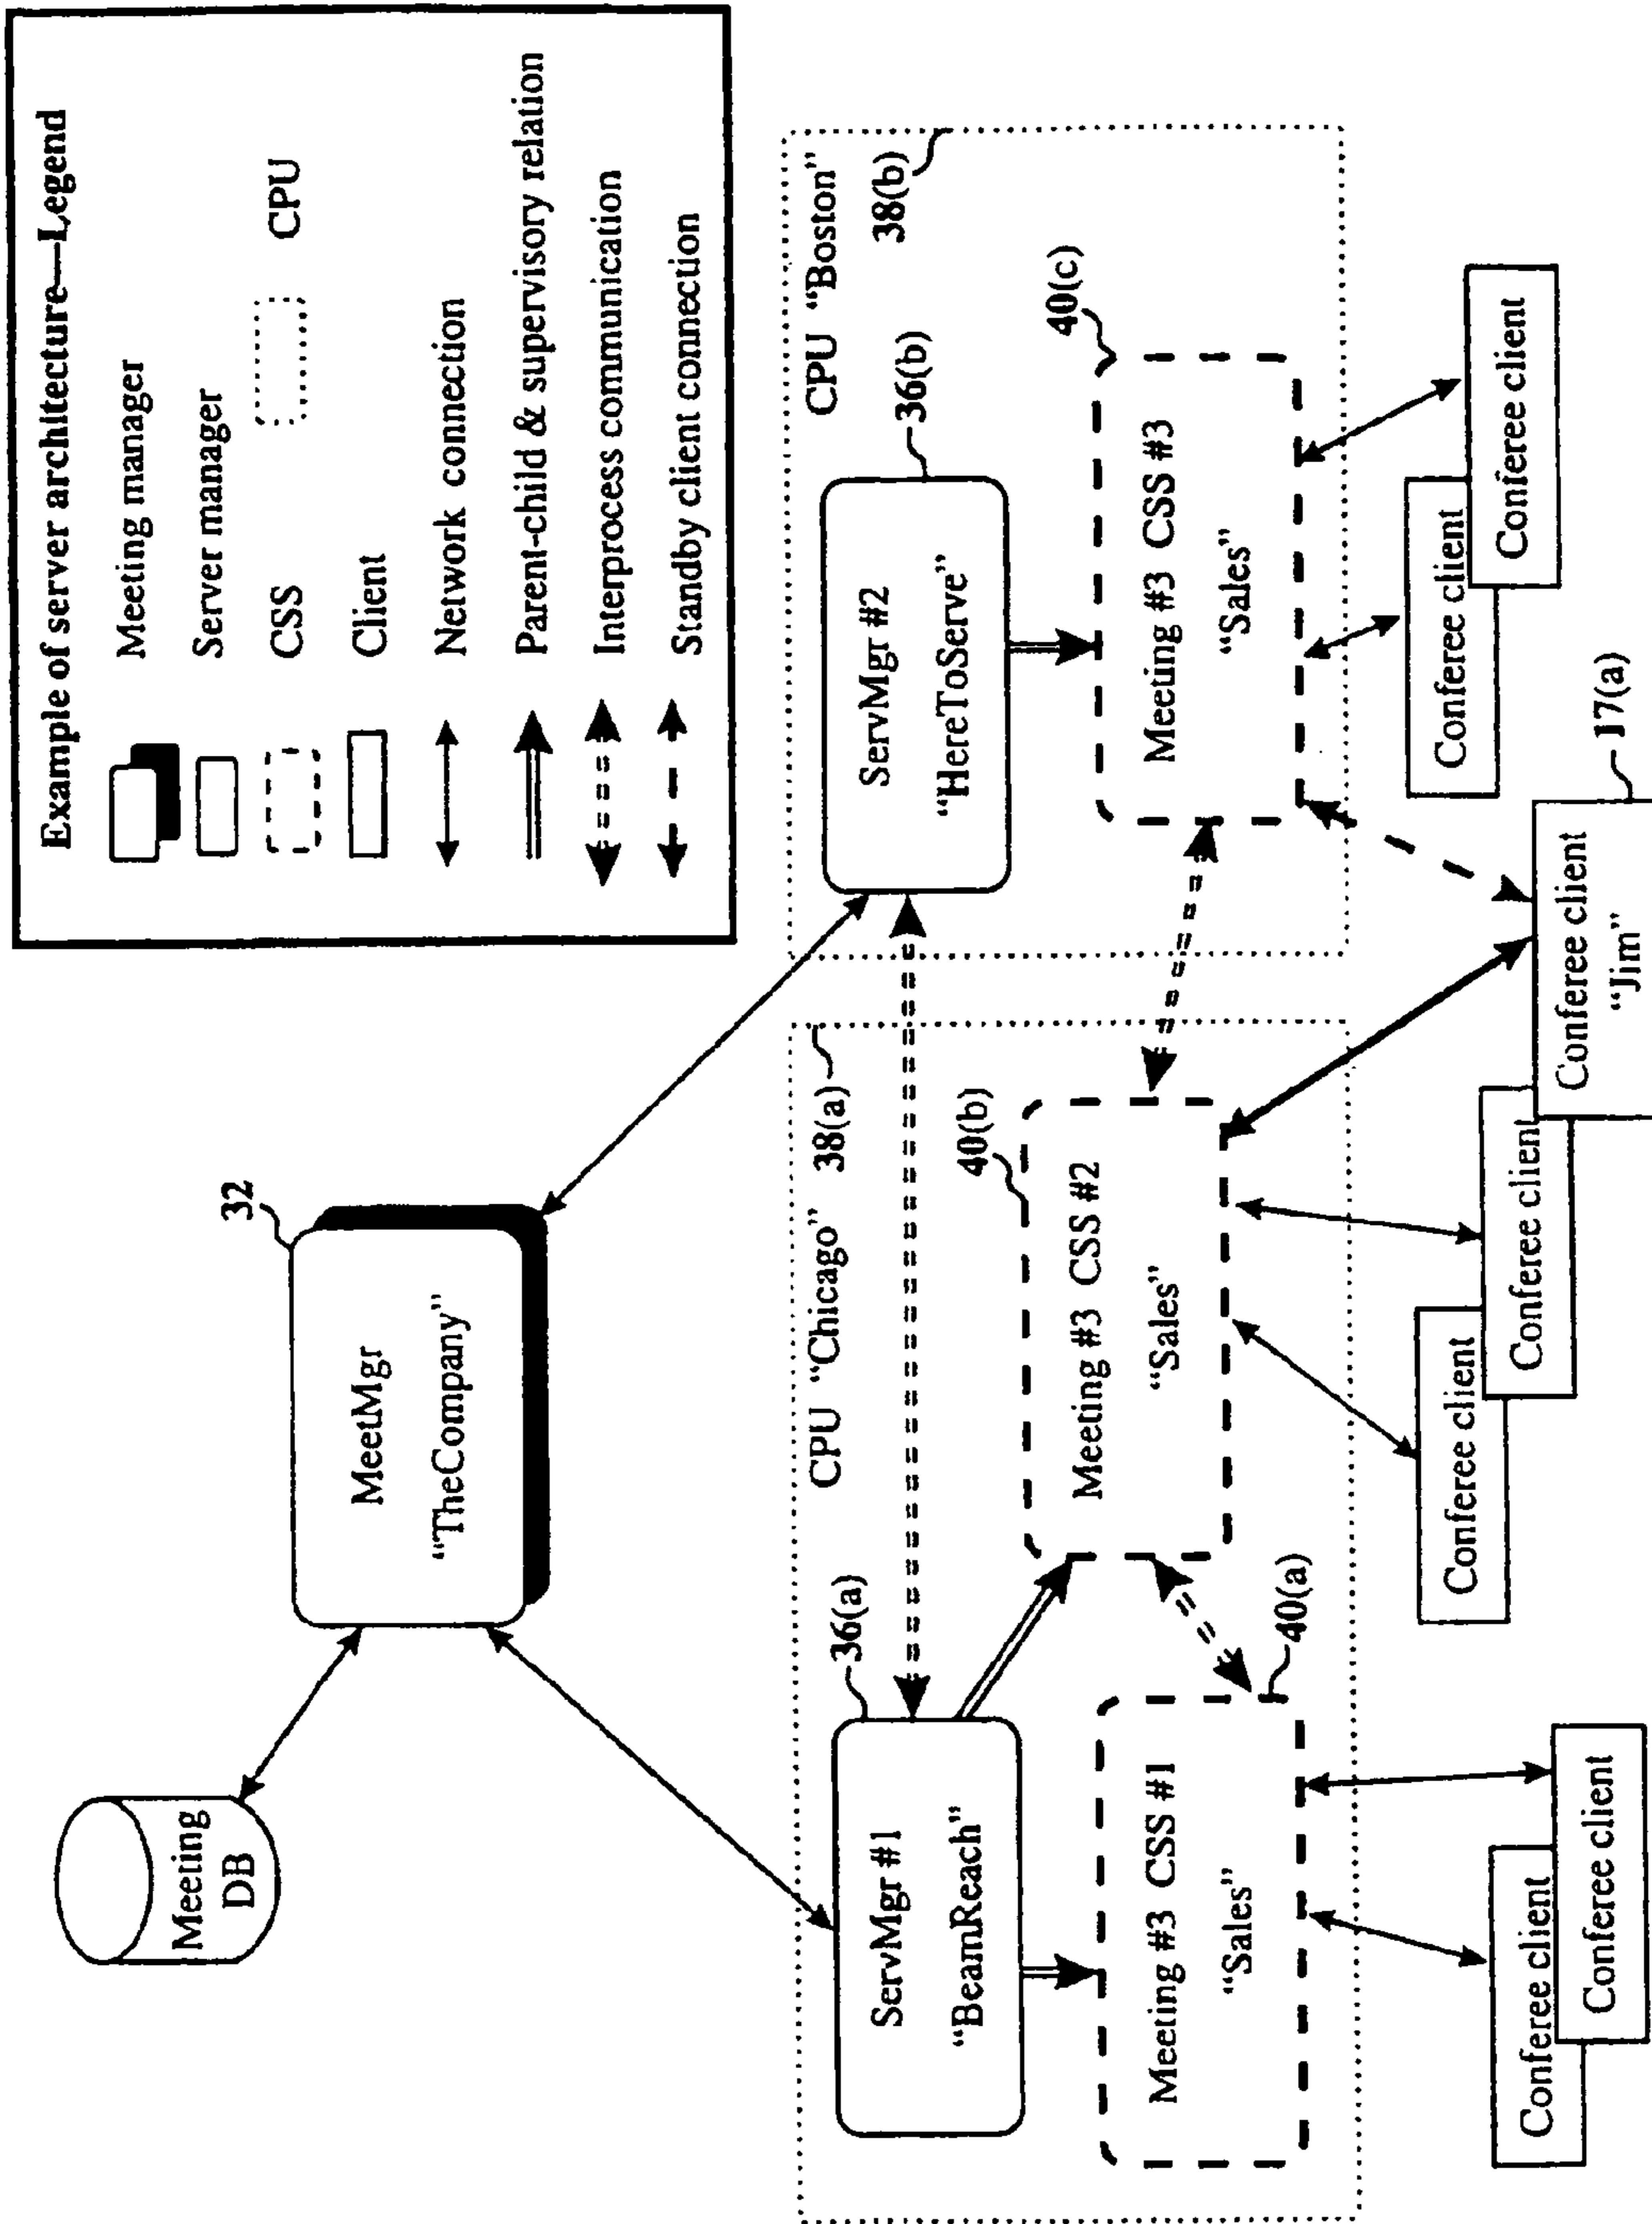 Example of server architecture—Legend
Meeting manager
Server manager
CSS
CPU
Client
Network connection
Parent-child & supervisory relation
Interprocess communication
Standby client connection
Meeting
DB
32
MeetMgr
"TheCompany"
CPU "Chicago"
38(a)
36(a)
ServMgr #1
"BeamReach"
Meeting #3 CSS #1
"Sales"
40(a)
40(b)
Meeting #3 CSS #2
"Sales"
CPU "Boston"
38(b)
36(b)
ServMgr #2
"HereToServe"
40(c)
Meeting #3 CSS #3
"Sales"
Conferee client
Conferee client
Conferee client
Conferee client
Conferee client
"Jim"
17(a)
Conferee client
Conferee client